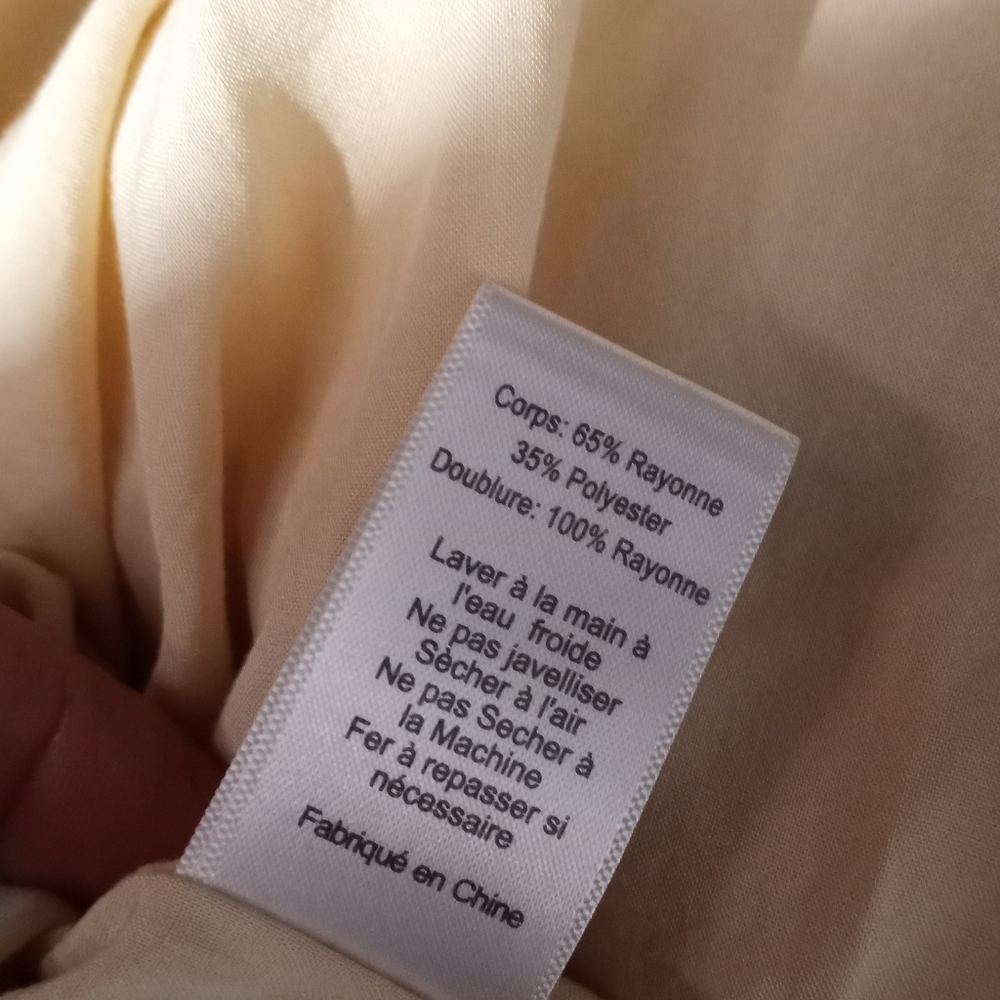 Corps: 65% Rayonne
35% Polyester
Doublure: 100% Rayonne
Laver à la main à
l'eau froide
Ne pas javelliser
Sècher à l'air
Ne pas Secher à
la Machine
Fer à repasser si
nécessaire
Fabriqué en Chine